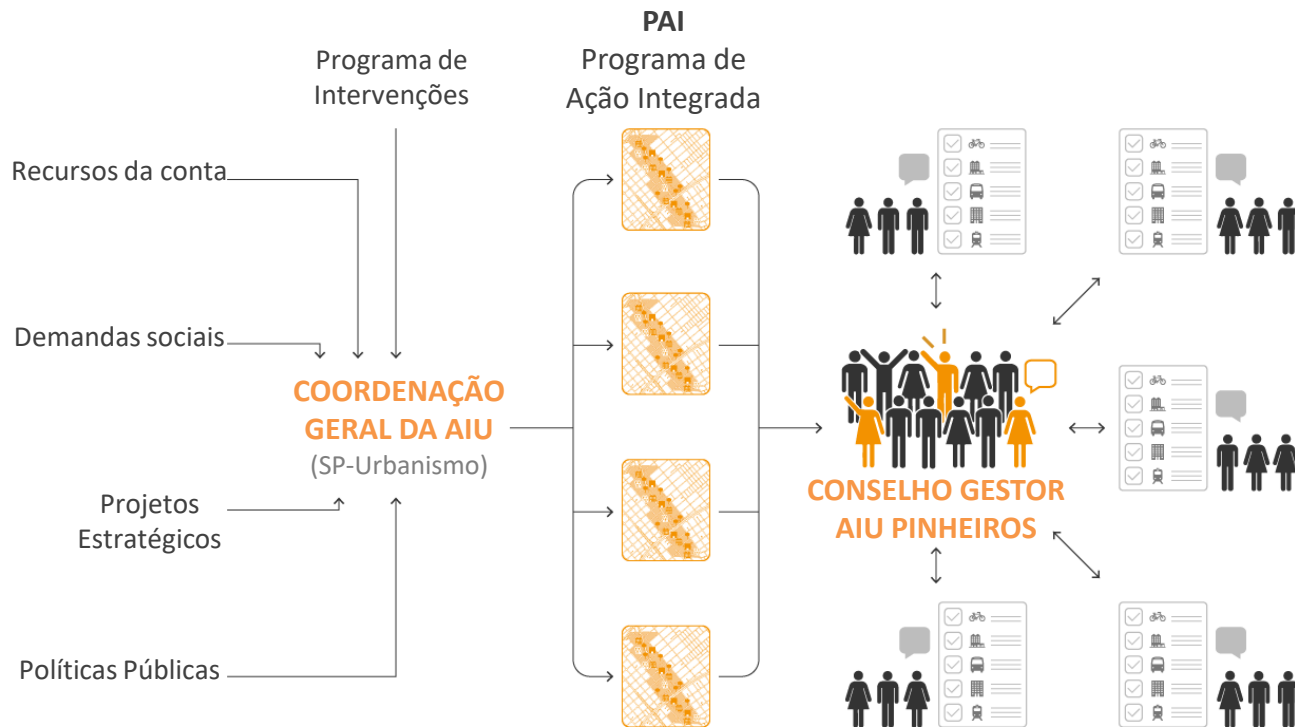 PAI
Programa de
Ação Integrada
Programa de
Intervenções
Recursos da conta
Demandas sociais
COORDENAÇÃO
GERAL DA AIU
(SP-Urbanismo)
Projetos
Estratégicos
Políticas Públicas
CONSELHO GESTOR
AIU PINHEIROS